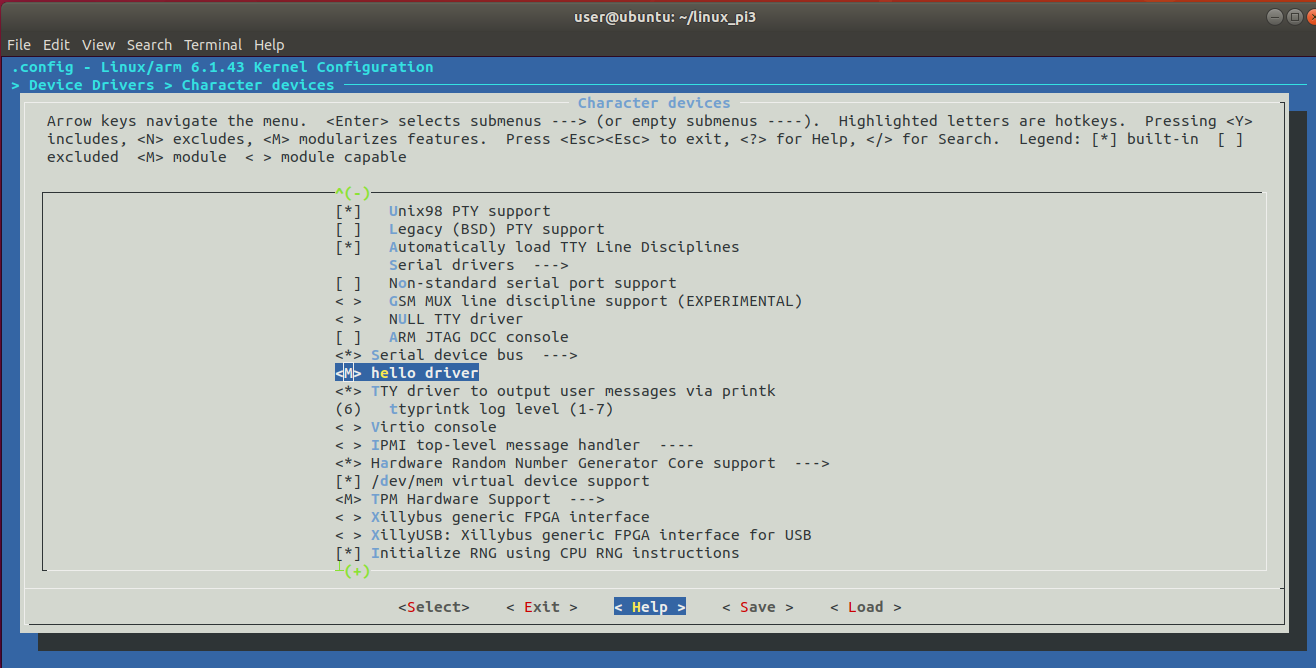 user@ubuntu: ~/linux_pi3
File Edit View Search Terminal Help
.config - Linux/arm 6.1.43 Kernel Configuration
> Device Drivers > Character devices
Character devices
Arrow keys navigate the menu.  <Enter> selects submenus ---> (or empty submenus ----).  Highlighted letters are hotkeys.  Pressing <Y>
includes, <N> excludes, <M> modularizes features.  Press <Esc><Esc> to exit, <?> for Help, </> for Search.  Legend: [*] built-in  [ ]
excluded  <M> module  < > module capable
^(-)
[*]   Unix98 PTY support
[ ]   Legacy (BSD) PTY support
[*]   Automatically load TTY Line Disciplines
Serial drivers  --->
[ ]   Non-standard serial port support
< >   GSM MUX line discipline support (EXPERIMENTAL)
< >   NULL TTY driver
[ ]   ARM JTAG DCC console
<*> Serial device bus  --->
<M> hello driver
<*> TTY driver to output user messages via printk
(6)   ttyprintk log level (1-7)
< > Virtio console
< > IPMI top-level message handler  ----
<*> Hardware Random Number Generator Core support  --->
[*] /dev/mem virtual device support
<M> TPM Hardware Support  --->
< > Xillybus generic FPGA interface
< > XillyUSB: Xillybus generic FPGA interface for USB
[*] Initialize RNG using CPU RNG instructions
┴(+)
<Select>    < Exit >    < Help >    < Save >    < Load >